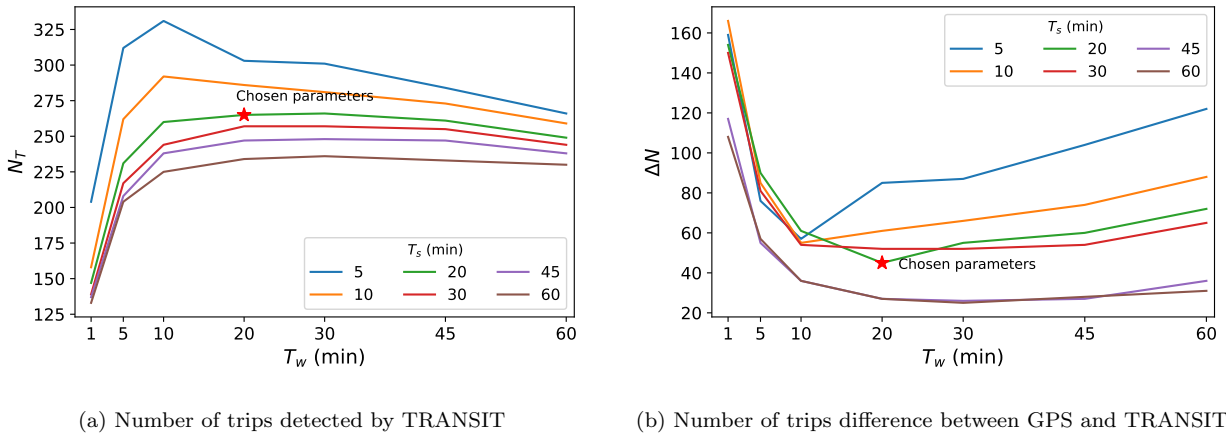 325
300
275
250
225
200
175
150
125
N_T
Chosen parameters
T_s (min)
5 20 45
10 30 60
1 5 10 20 30 45 60
T_w (min)
(a) Number of trips detected by TRANSIT
160
140
120
100
80
60
40
20
ΔN
T_s (min)
5 20 45
10 30 60
Chosen parameters
1 5 10 20 30 45 60
T_w (min)
(b) Number of trips difference between GPS and TRANSIT